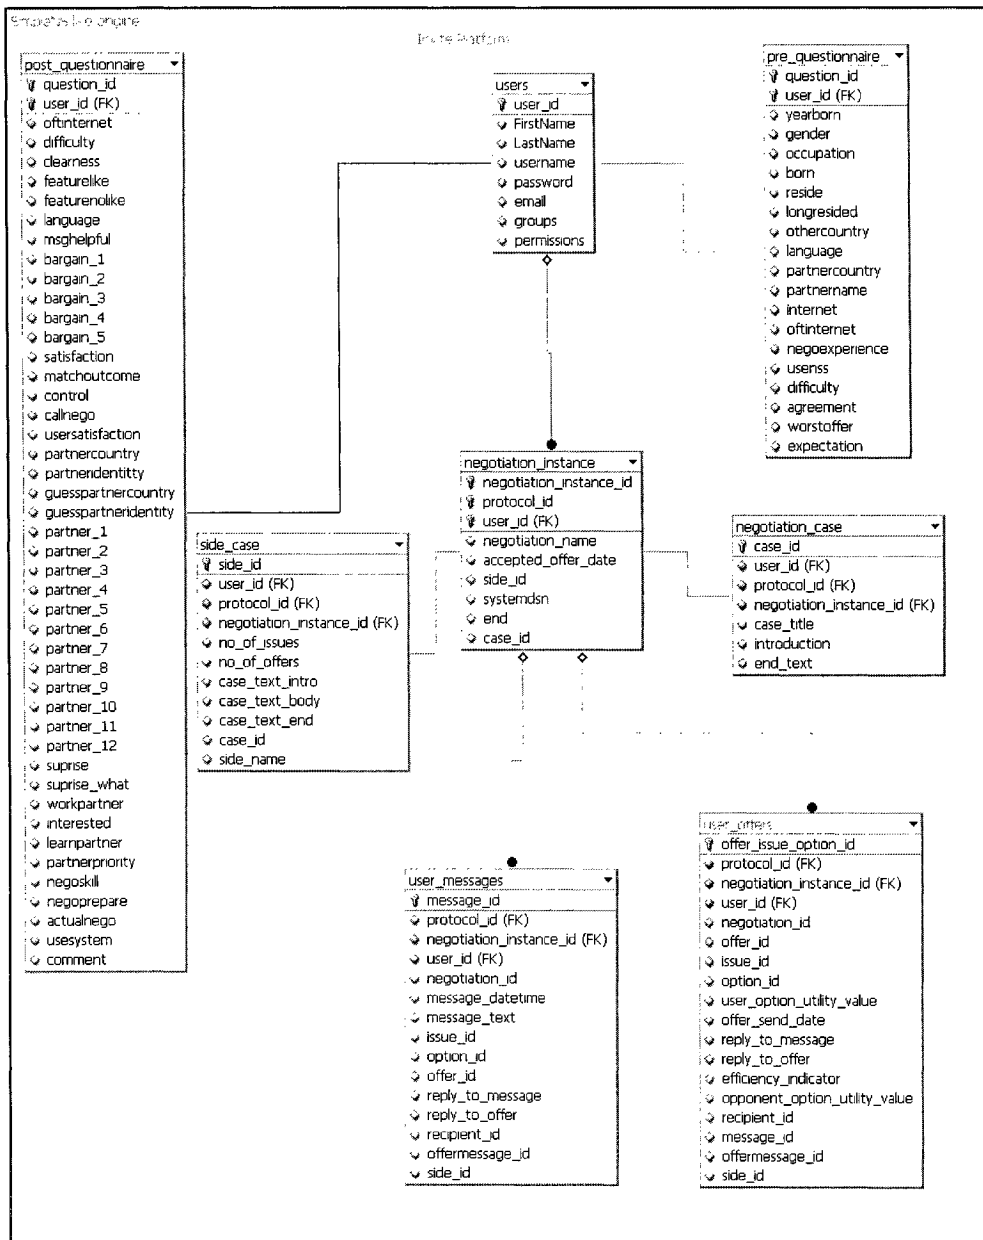 Invite Platform
post_questionnaire
question_id
user_id (FK)
oftinternet
difficulty
clearness
featurelike
featurenolike
language
msghelpful
bargain_1
bargain_2
bargain_3
bargain_4
bargain_5
satisfaction
matchoutcome
control
callnego
usersatisfaction
partnercountry
partneridentitty
guesspartnercountry
guesspartneridentity
partner_1
partner_2
partner_3
partner_4
partner_5
partner_6
partner_7
partner_8
partner_9
partner_10
partner_11
partner_12
suprise
suprise_what
workpartner
interested
learnpartner
partnerpriority
negoskill
negoprepare
actualnego
usesystem
comment
users
user_id
FirstName
LastName
username
password
email
groups
permissions
pre_questionnaire
question_id
user_id (FK)
yearborn
gender
occupation
born
reside
longresided
othercountry
language
partnercountry
partnername
internet
oftinternet
negoexperience
usenss
difficulty
agreement
worstoffer
expectation
negotiation_instance
negotiation_instance_id
protocol_id
user_id (FK)
negotiation_name
accepted_offer_date
side_id
systemdsn
end
case_id
side_case
side_id
user_id (FK)
protocol_id (FK)
negotiation_instance_id (FK)
no_of_issues
no_of_offers
case_text_intro
case_text_body
case_text_end
case_id
side_name
negotiation_case
case_id
user_id (FK)
protocol_id (FK)
negotiation_instance_id (FK)
case_title
introduction
end_text
user_messages
message_id
protocol_id (FK)
negotiation_instance_id (FK)
user_id (FK)
negotiation_id
message_datetime
message_text
issue_id
option_id
offer_id
reply_to_message
reply_to_offer
recipient_id
offermessage_id
side_id
user_offers
offer_issue_option_id
protocol_id (FK)
negotiation_instance_id (FK)
user_id (FK)
negotiation_id
offer_id
issue_id
option_id
user_option_utility_value
offer_send_date
reply_to_message
reply_to_offer
efficiency_indicator
opponent_option_utility_value
recipient_id
message_id
offermessage_id
side_id